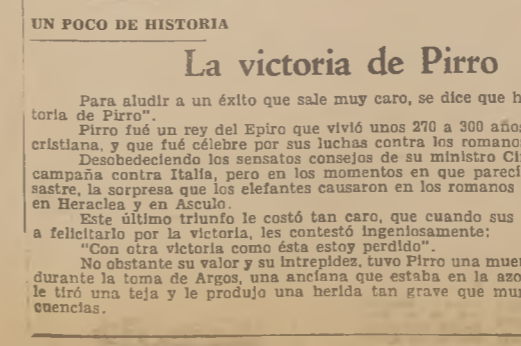 UN POCO DE HISTORIA
La victoria de Pirro
Para aludir a un éxito que sale muy caro, se dice que h
toria de Pirro".
Pirro fué un rey del Epiro que vivió unos 270 a 300 años
cristiana, y que fué célebre por sus luchas contra los romano
Desobedeciendo los sensatos consejos de su ministro Ci
campaña contra Italia, pero en los momentos en que parecí
sastre, la sorpresa que los elefantes causaron en los romanos
en Heraclea y en Asculo.
Este último triunfo le costó tan caro, que cuando sus
a felicitarlo por la victoria, les contestó ingeniosamente:
"Con otra victoria como ésta estoy perdido".
No obstante su valor y su intrepidez, tuvo Pirro una muer
durante la toma de Argos, una anciana que estaba en la azo
le tiró una teja y le produjo una herida tan grave que mur
cuencias.